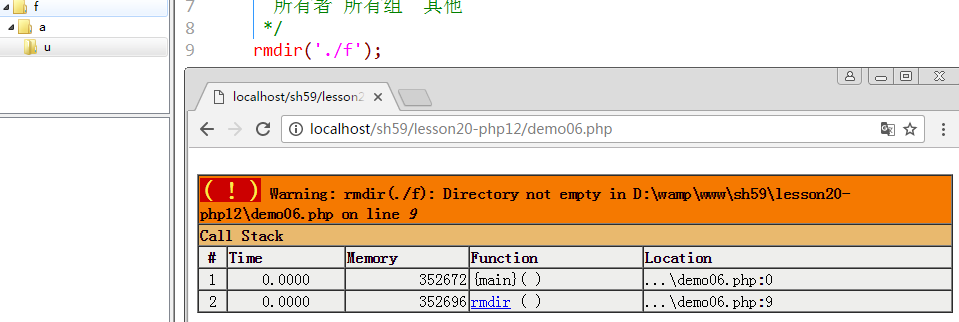 f
a
u
7
所有者 所有组 其他
8 */
9 rmdir('./f');
localhost/sh59/lesson2
localhost/sh59/lesson20-php12/demo06.php
( ! ) Warning: rmdir(./f): Directory not empty in D:\wamp\www\sh59\lesson20-
php12\demo06.php on line 9
Call Stack
# Time Memory Function Location
1 0.0000 352672 {main}( ) ...\demo06.php:0
2 0.0000 352696 rmdir ( ) ...\demo06.php:9